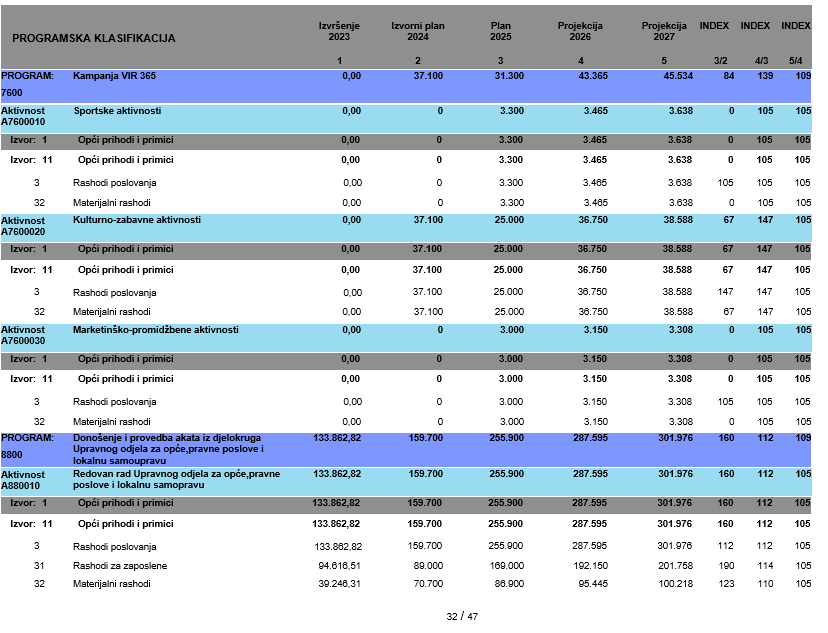 PROGRAMSKA KLASIFIKACIJA Izvršenje 2023 Izvorni plan 2024 Plan 2025 Projekcija 2026 Projekcija 2027 INDEX INDEX INDEX
1 2 3 4 5 3/2 4/3 5/4
PROGRAM: 7600 Kampanja VIR 365 0,00 37.100 31.300 43.365 45.534 84 139 109
Aktivnost A7600010 Sportske aktivnosti 0,00 0 3.300 3.465 3.638 0 105 105
Izvor: 1 Opći prihodi i primici 0,00 0 3.300 3.465 3.638 0 105 105
Izvor: 11 Opći prihodi i primici 0,00 0 3.300 3.465 3.638 0 105 105
3 Rashodi poslovanja 0,00 0 3.300 3.465 3.638 105 105 105
32 Materijalni rashodi 0,00 0 3.300 3.465 3.638 0 105 105
Aktivnost A7600020 Kulturno-zabavne aktivnosti 0,00 37.100 25.000 36.750 38.588 67 147 105
Izvor: 1 Opći prihodi i primici 0,00 37.100 25.000 36.750 38.588 67 147 105
Izvor: 11 Opći prihodi i primici 0,00 37.100 25.000 36.750 38.588 67 147 105
3 Rashodi poslovanja 0,00 37.100 25.000 36.750 38.588 147 147 105
32 Materijalni rashodi 0,00 37.100 25.000 36.750 38.588 67 147 105
Aktivnost A7600030 Marketinško-promidžbene aktivnosti 0,00 0 3.000 3.150 3.308 0 105 105
Izvor: 1 Opći prihodi i primici 0,00 0 3.000 3.150 3.308 0 105 105
Izvor: 11 Opći prihodi i primici 0,00 0 3.000 3.150 3.308 0 105 105
3 Rashodi poslovanja 0,00 0 3.000 3.150 3.308 105 105 105
32 Materijalni rashodi 0,00 0 3.000 3.150 3.308 0 105 105
PROGRAM: 8800 Donošenje i provedba akata iz djelokruga Upravnog odjela za opće,pravne poslove i lokalnu samoupravu 133.862,82 159.700 255.900 287.595 301.976 160 112 109
Aktivnost A880010 Redovan rad Upravnog odjela za opće,pravne poslove i lokalnu samopravu 133.862,82 159.700 255.900 287.595 301.976 160 112 105
Izvor: 1 Opći prihodi i primici 133.862,82 159.700 255.900 287.595 301.976 160 112 105
Izvor: 11 Opći prihodi i primici 133.862,82 159.700 255.900 287.595 301.976 160 112 105
3 Rashodi poslovanja 133.862,82 159.700 255.900 287.595 301.976 112 112 105
31 Rashodi za zaposlene 94.616,51 89.000 169.000 192.150 201.758 190 114 105
32 Materijalni rashodi 39.246,31 70.700 86.900 95.445 100.218 123 110 105
32 / 47